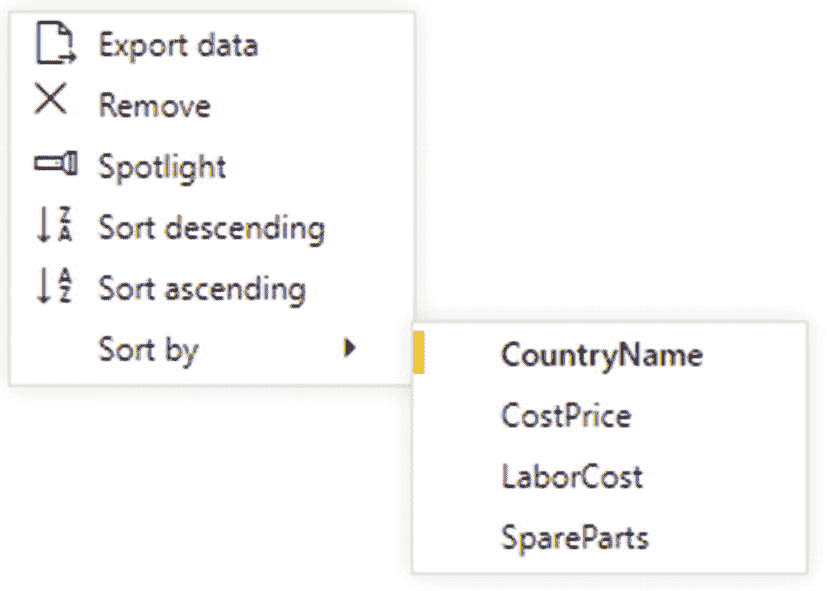 Export data
Remove
Spotlight
Sort descending
Sort ascending
Sort by
CountryName
CostPrice
LaborCost
SpareParts